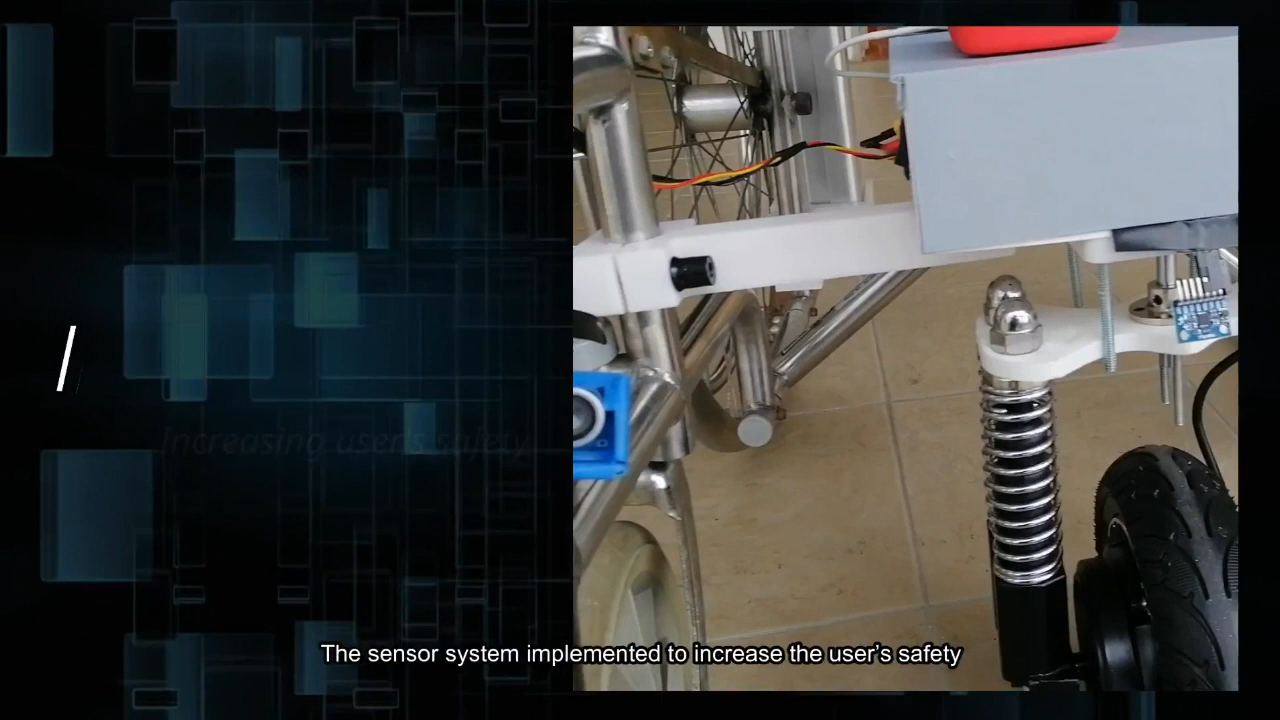 Increasing user's safety
The sensor system implemented to increase the user's safety